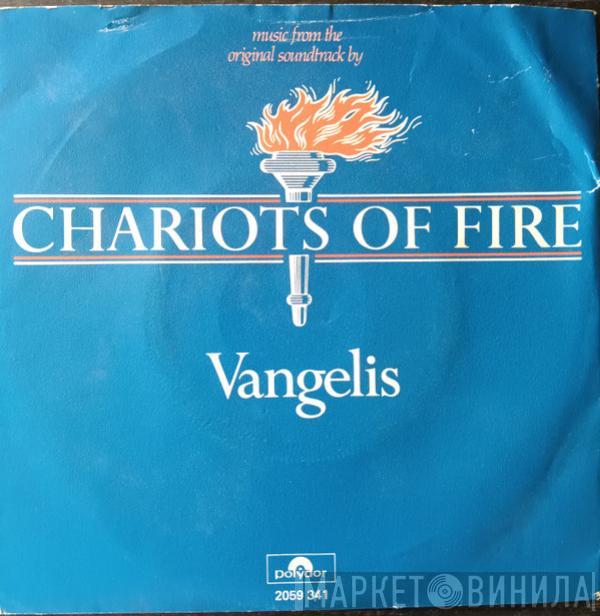 music from the
original soundtrack by
CHARIOTS OF FIRE
Vangelis
polydor
2059 341
МАРКЕТ ВИНИЛА